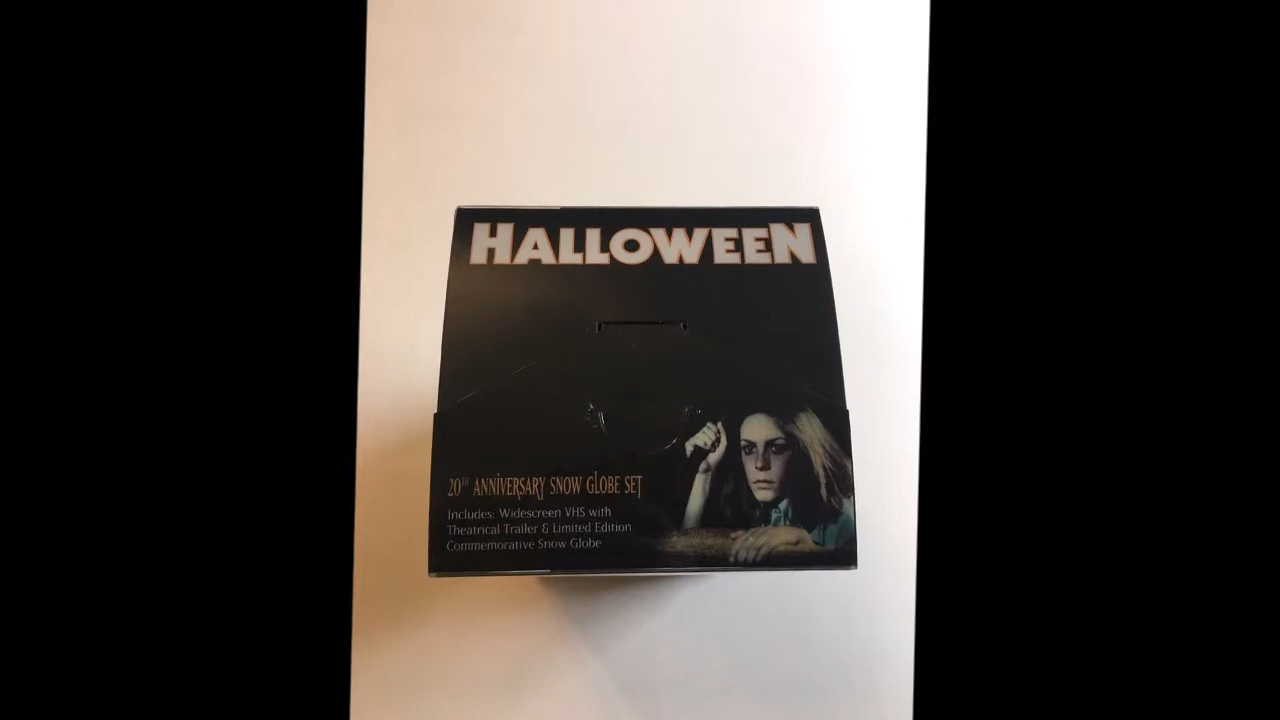 HALLOWEEN
20TH ANNIVERSARY SNOW GLOBE SET
Includes: Widescreen VHS with
Theatrical Trailer & Limited Edition
Commemorative Snow Globe